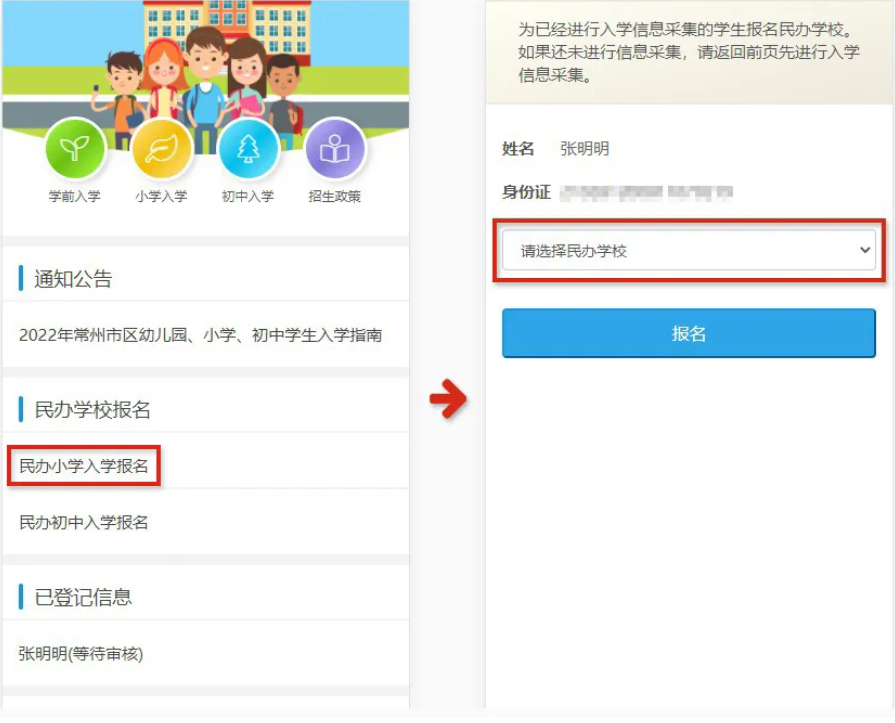 学前入学
小学入学
初中入学
招生政策
通知公告
2022年常州市区幼儿园、小学、初中学生入学指南
民办学校报名
民办小学入学报名
民办初中入学报名
已登记信息
张明明(等待审核)
为已经进行入学信息采集的学生报名民办学校。
如果还未进行信息采集，请返回前页先进行入学
信息采集。
姓名 张明明
身份证
请选择民办学校
报名